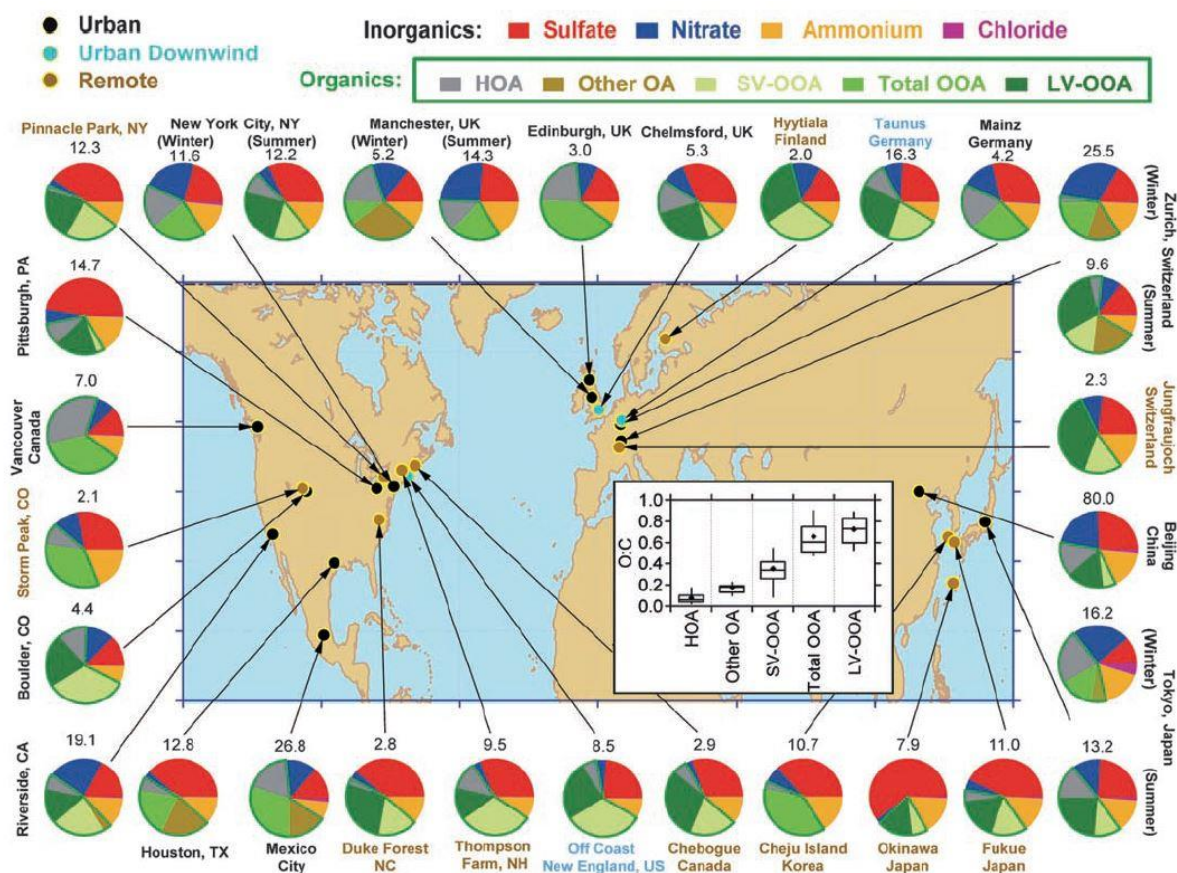 Urban
Urban Downwind
Remote
Inorganics: Sulfate Nitrate Ammonium Chloride
Organics: HOA Other OA SV-OOA Total OOA LV-OOA
Pinnacle Park, NY
12.3
New York City, NY
(Winter) (Summer)
11.6 12.2
Manchester, UK
(Winter) (Summer)
5.2 14.3
Edinburgh, UK
3.0
Chelmsford, UK
5.3
Hyytiala
Finland
2.0
Taunus
Germany
16.3
Mainz
Germany
4.2
25.5
(Winter)
Zurich, Switzerland
9.6
(Summer)
Pittsburgh, PA
14.7
Vancouver
Canada
7.0
Storm Peak, CO
2.1
Boulder, CO
4.4
Jungfraujoch
Switzerland
2.3
Beijing
China
80.0
16.2
(Winter)
Tokyo, Japan
13.2
(Summer)
O:C
1.0
0.8
0.6
0.4
0.2
0.0
HOA
Other OA
SV-OOA
Total OOA
LV-OOA
Riverside, CA
19.1
12.8
Houston, TX
26.8
Mexico
City
2.8
Duke Forest
NC
9.5
Thompson
Farm, NH
8.5
Off Coast
New England, US
2.9
Chebogue
Canada
10.7
Cheju Island
Korea
7.9
Okinawa
Japan
11.0
Fukue
Japan